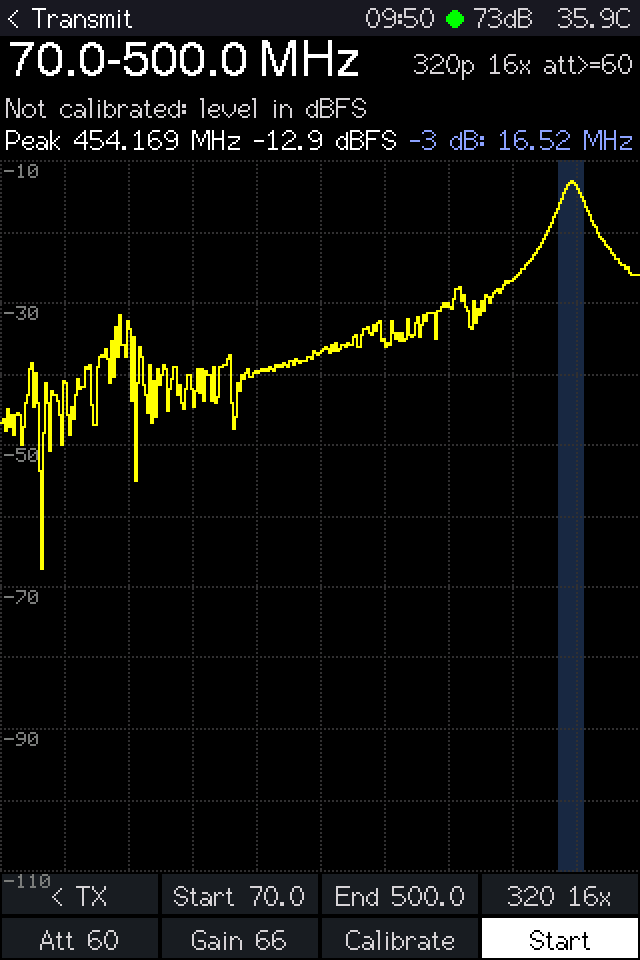 < Transmit 09:50 73dB 35.9C
70.0-500.0 MHz 320p 16x att>=60
Not calibrated: level in dBFS
Peak 454.169 MHz -12.9 dBFS -3 dB: 16.52 MHz
-10
-30
-50
-70
-90
-110
< TX Start 70.0 End 500.0 320 16x
Att 60 Gain 66 Calibrate Start